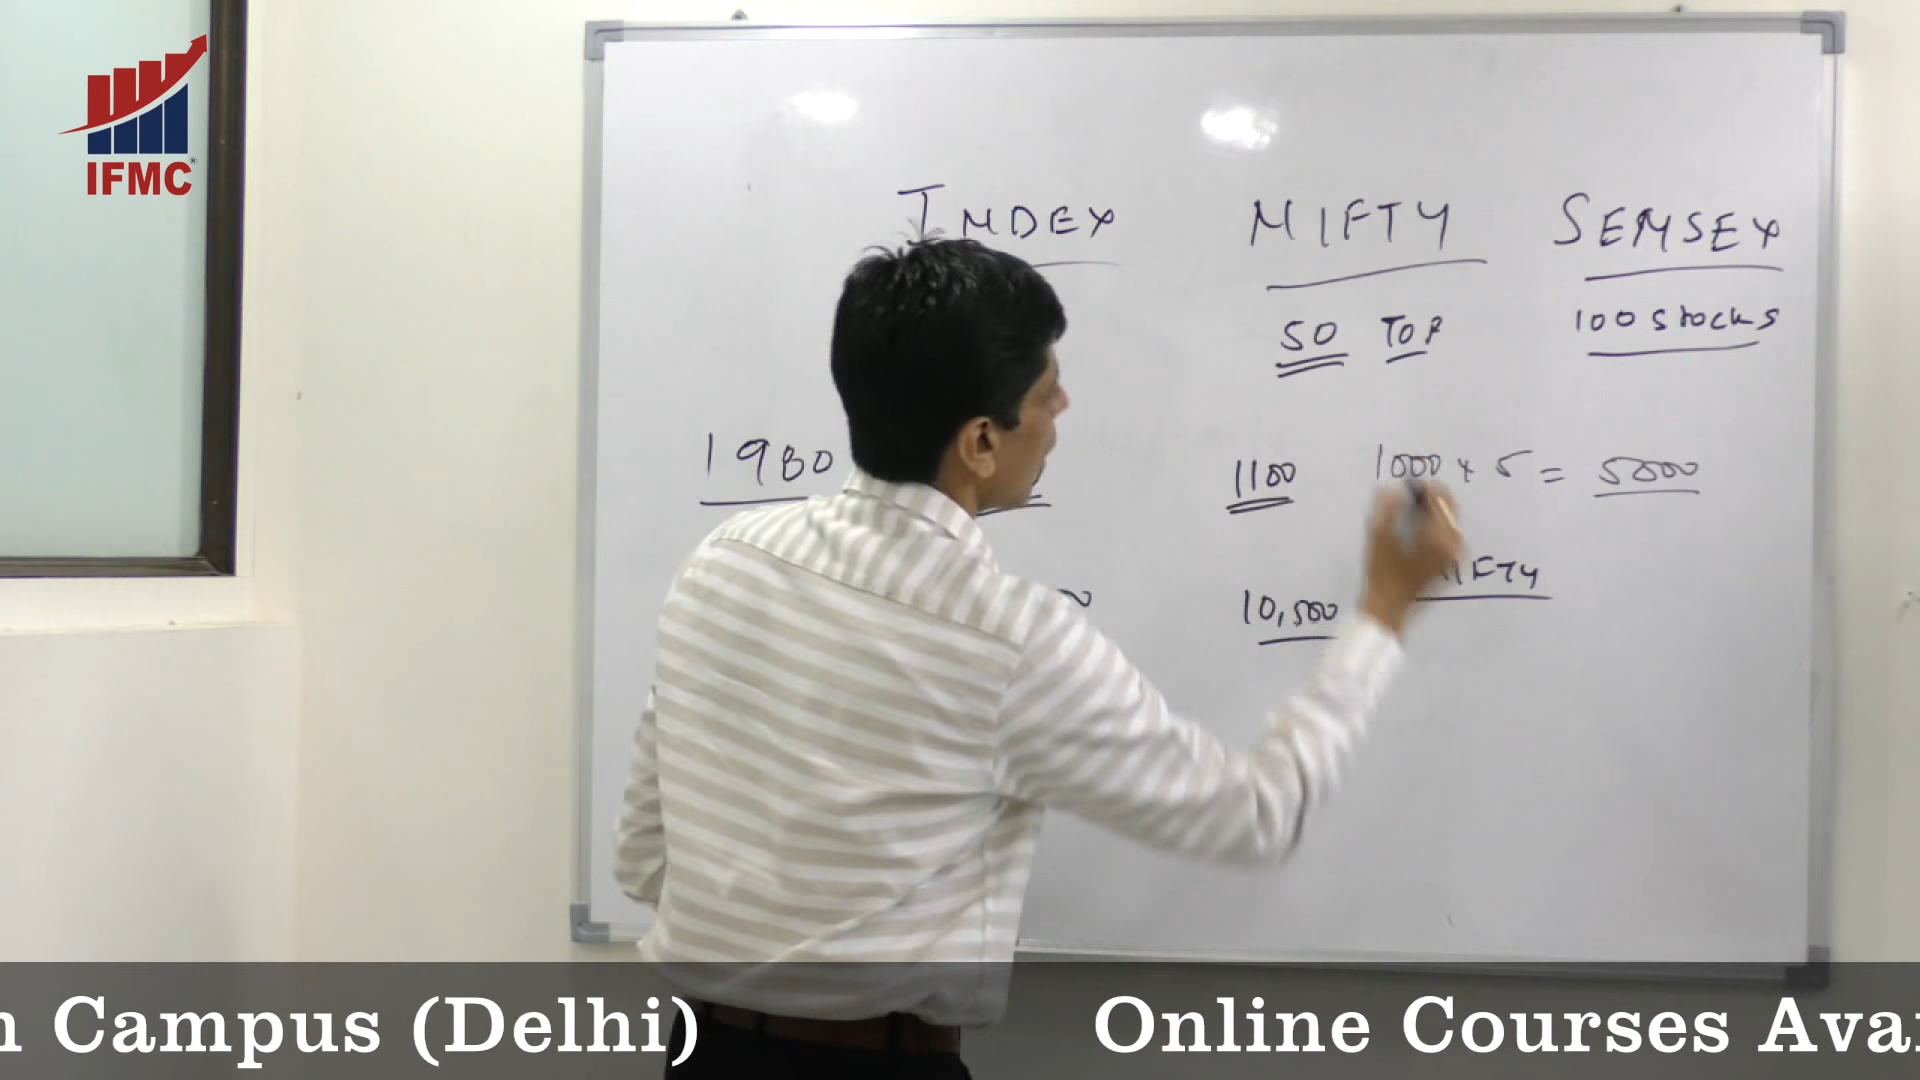 IFMC
INDEX NIFTY SENSEX
50 TOP 100 stocks
1980 1100 1000 x 5 = 5000
10,500 NIFTY
Campus (Delhi) Online Courses